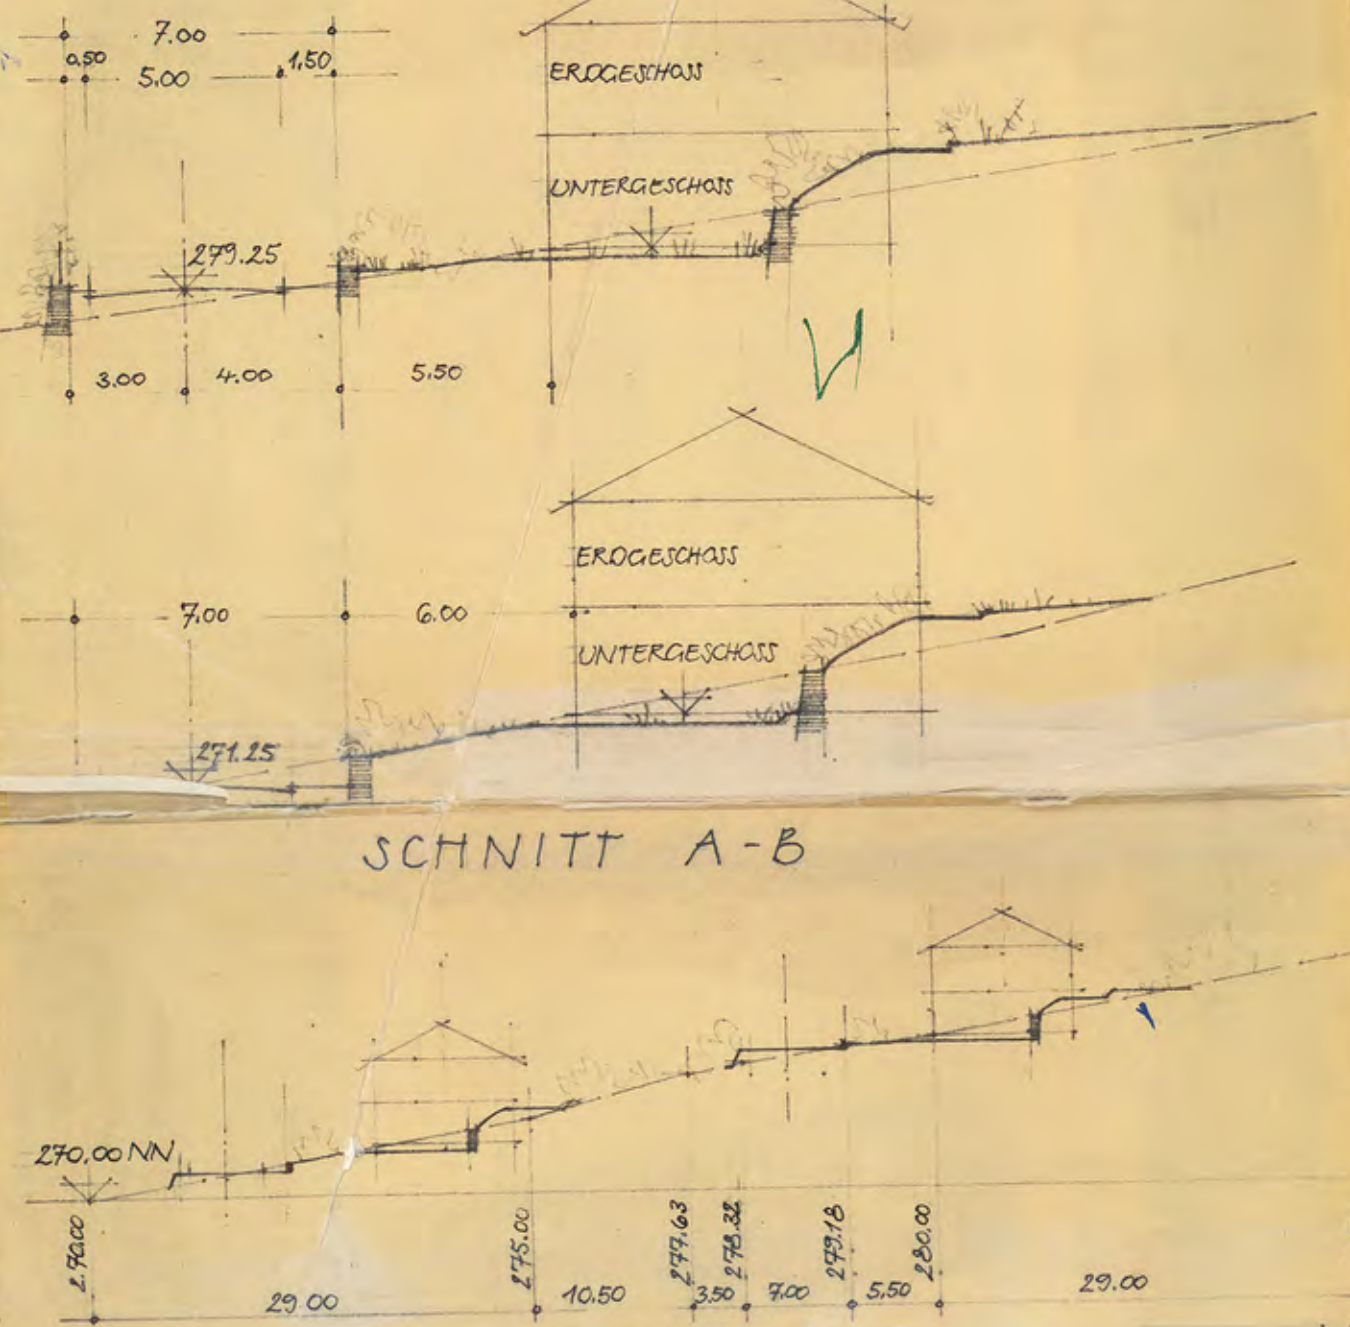 7.00
0.50 1,50
5.00
ERDGESCHOSS
UNTERGESCHOSS
279.25
3.00 4.00 5.50
ERDGESCHOSS
7.00 6.00
UNTERGESCHOSS
271.25
SCHNITT A-B
270.00 NN
270.00 275.00 277.63 278.32 279.18 280.00
29.00 10.50 3.50 7.00 5.50 29.00